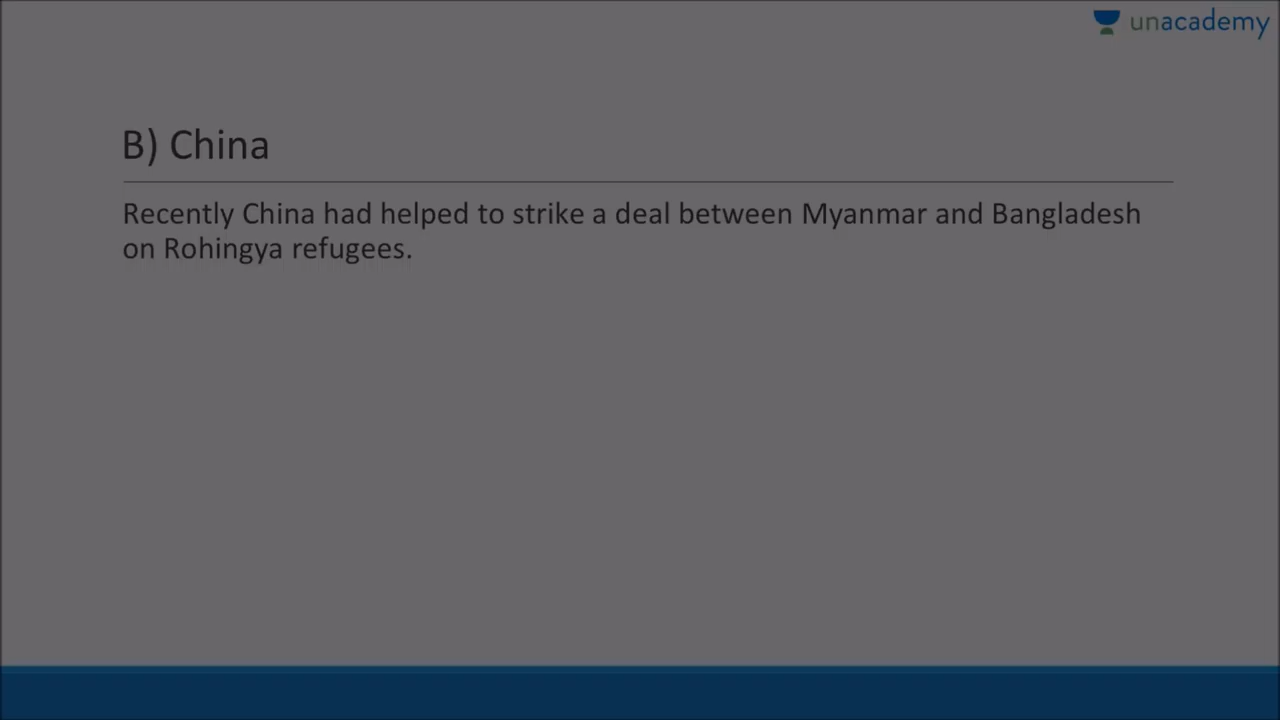 unacademy
B) China
Recently China had helped to strike a deal between Myanmar and Bangladesh
on Rohingya refugees.